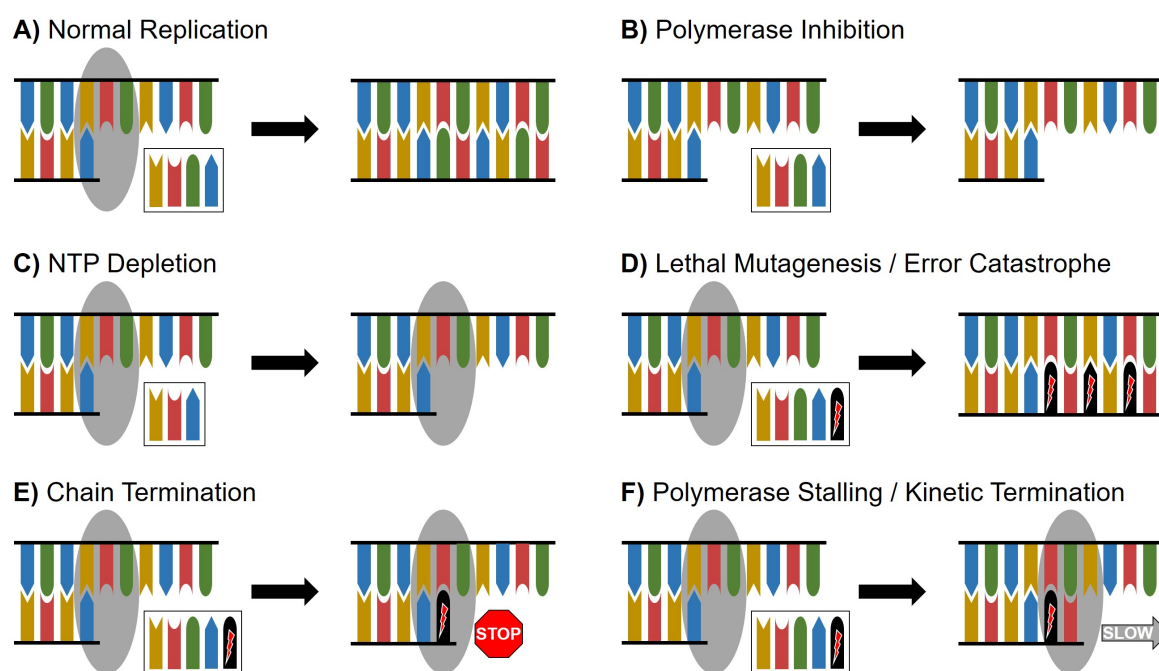 A) Normal Replication
B) Polymerase Inhibition
C) NTP Depletion
D) Lethal Mutagenesis / Error Catastrophe
E) Chain Termination
F) Polymerase Stalling / Kinetic Termination
STOP
SLOW